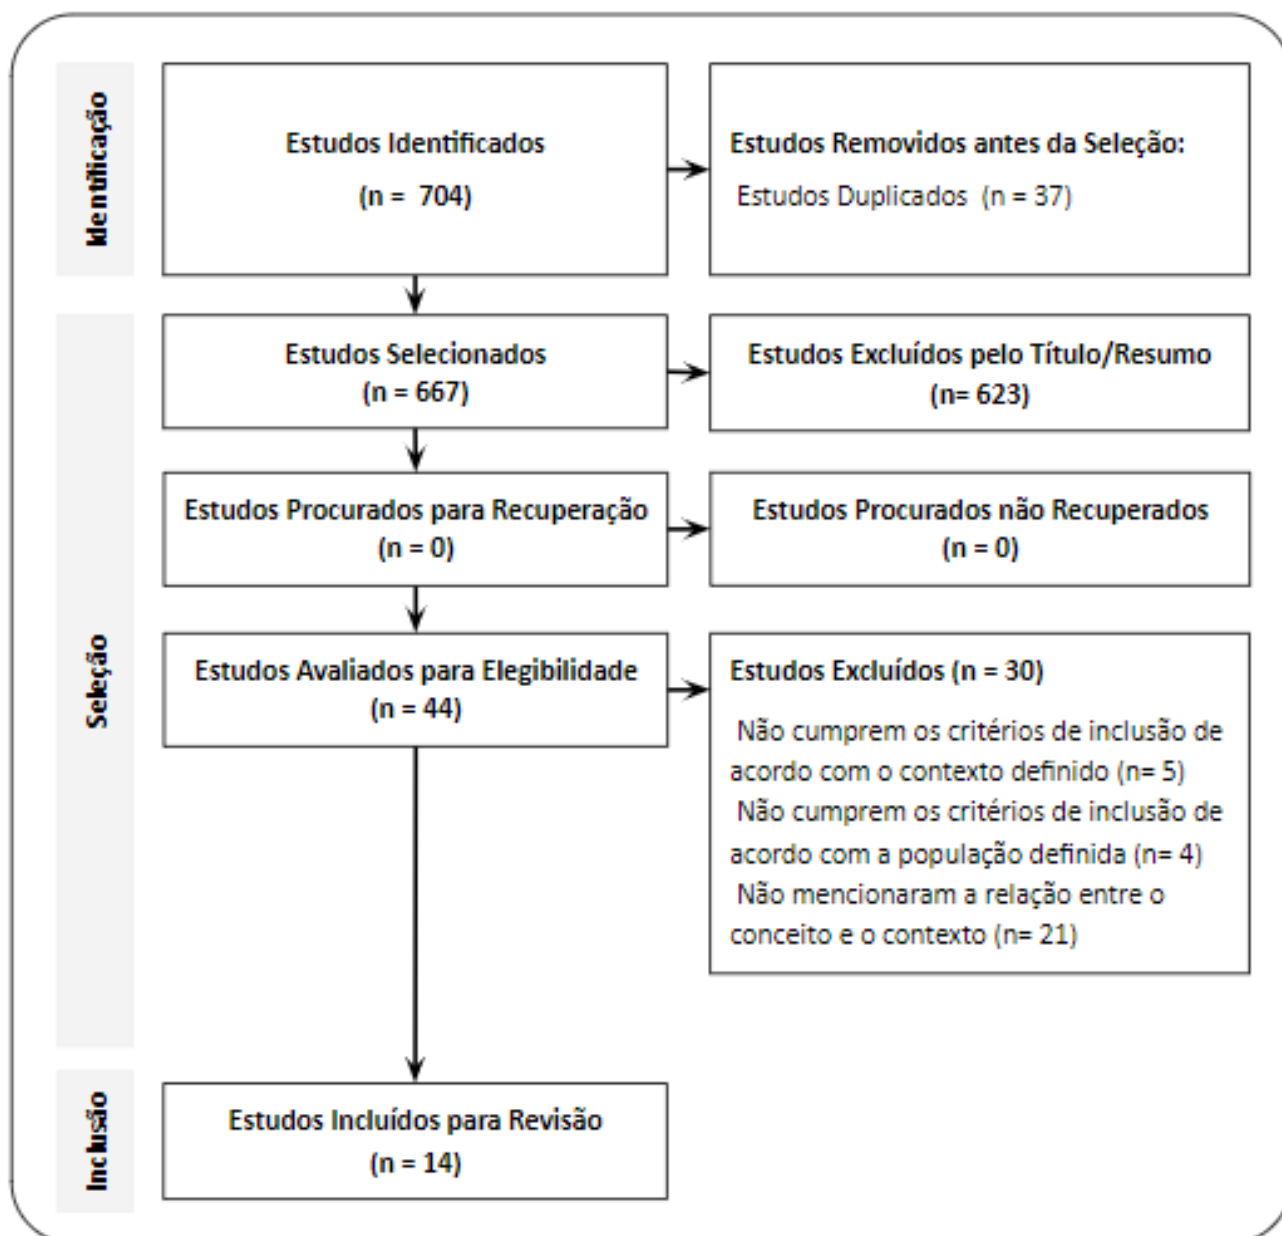 Identificação
Estudos Identificados
(n = 704)
Estudos Removidos antes da Seleção:
Estudos Duplicados (n = 37)
Seleção
Estudos Selecionados
(n = 667)
Estudos Excluídos pelo Título/Resumo
(n= 623)
Estudos Procurados para Recuperação
(n = 0)
Estudos Procurados não Recuperados
(n = 0)
Estudos Avaliados para Elegibilidade
(n = 44)
Estudos Excluídos (n = 30)
Não cumprem os critérios de inclusão de
acordo com o contexto definido (n= 5)
Não cumprem os critérios de inclusão de
acordo com a população definida (n= 4)
Não mencionaram a relação entre o
conceito e o contexto (n= 21)
Inclusão
Estudos Incluídos para Revisão
(n = 14)